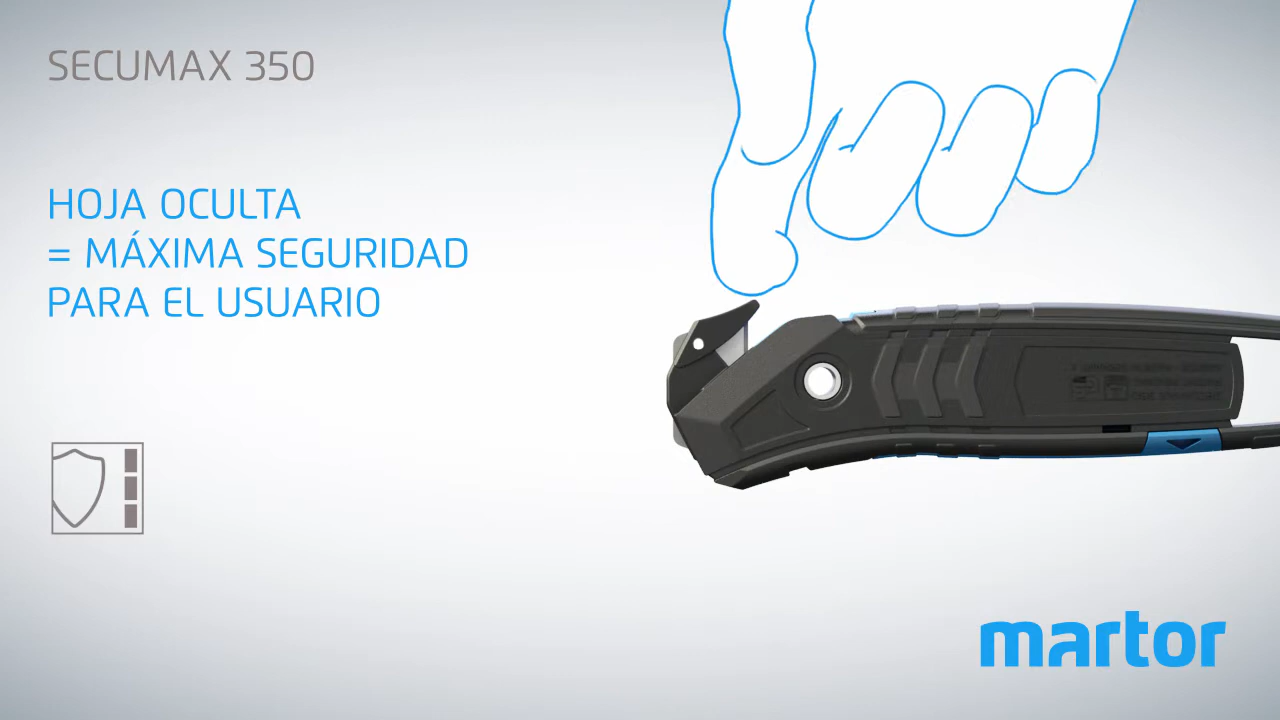 SECUMAX 350
HOJA OCULTA
= MÁXIMA SEGURIDAD
PARA EL USUARIO
martor